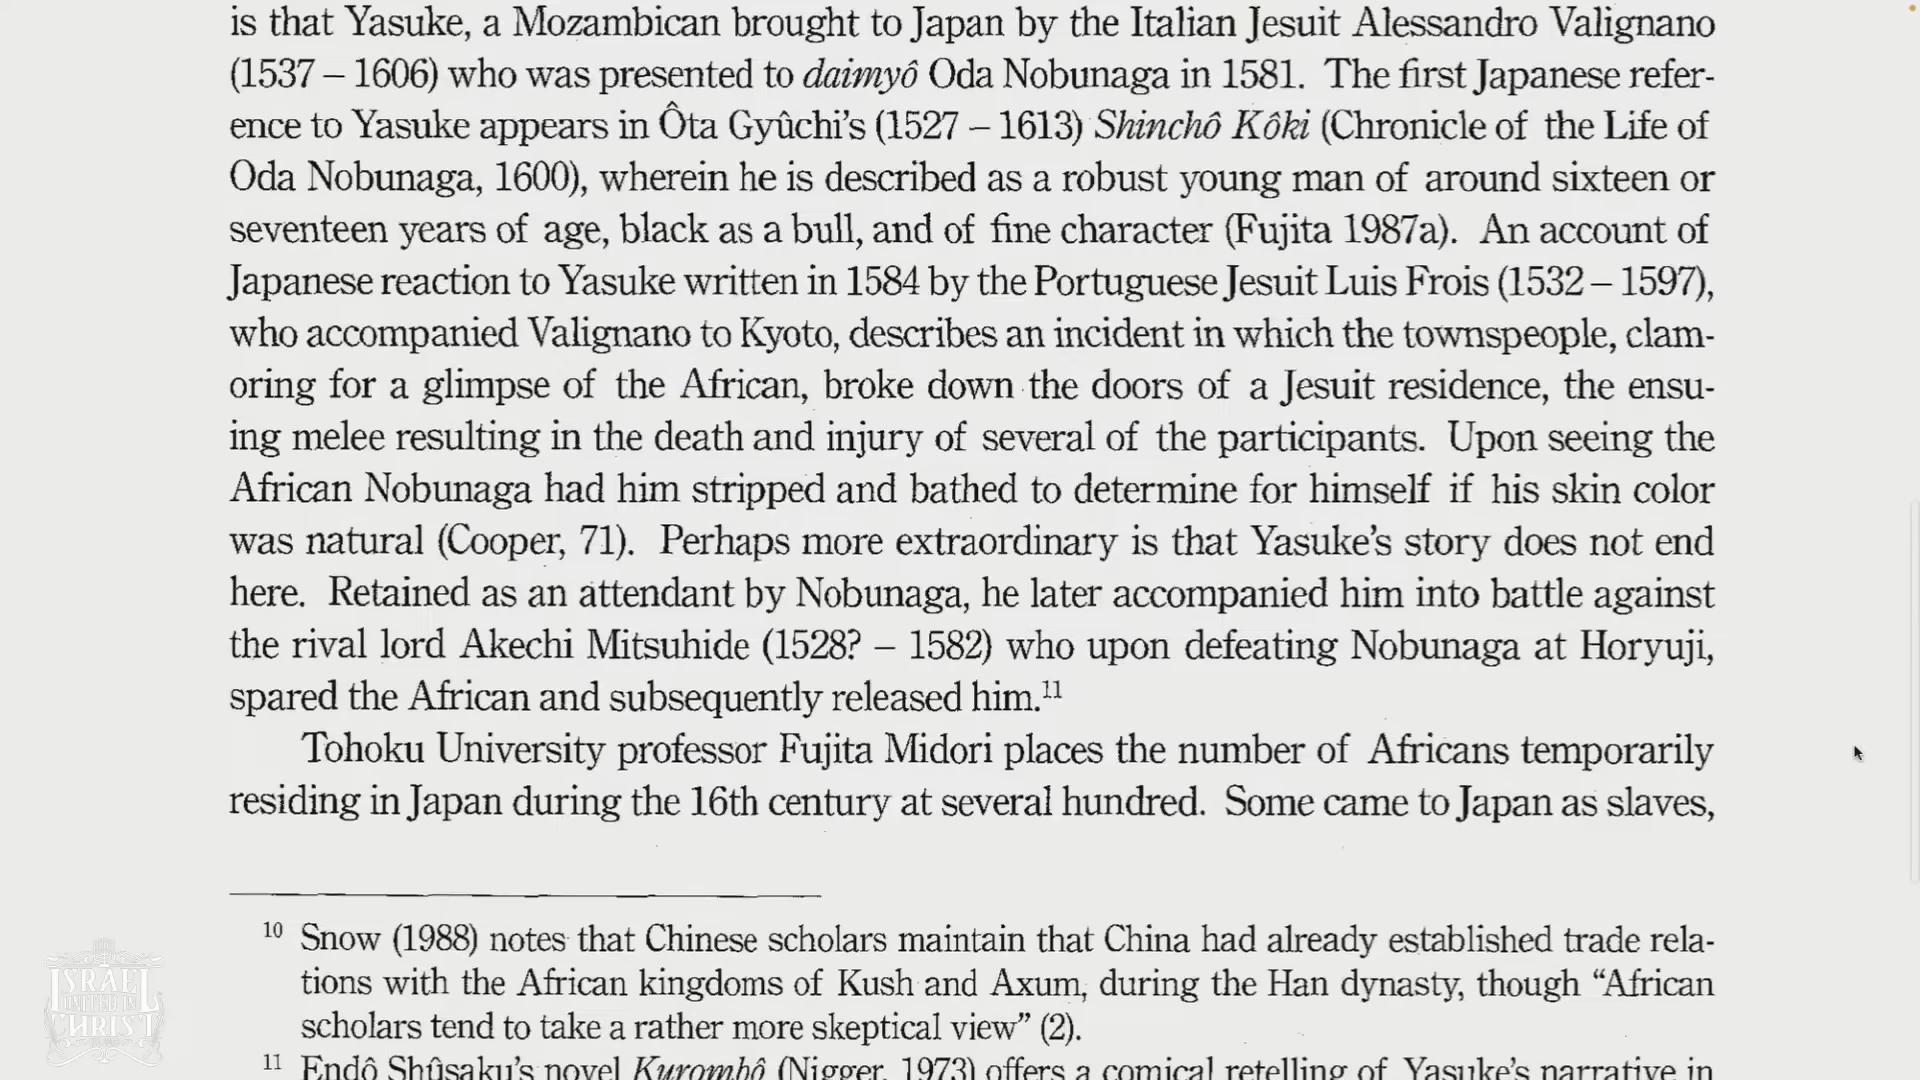 is that Yasuke, a Mozambican brought to Japan by the Italian Jesuit Alessandro Valignano
(1537 – 1606) who was presented to daimyô Oda Nobunaga in 1581. The first Japanese refer-
ence to Yasuke appears in Ôta Gyûchi's (1527 – 1613) Shinchô Kôki (Chronicle of the Life of
Oda Nobunaga, 1600), wherein he is described as a robust young man of around sixteen or
seventeen years of age, black as a bull, and of fine character (Fujita 1987a). An account of
Japanese reaction to Yasuke written in 1584 by the Portuguese Jesuit Luis Frois (1532 – 1597),
who accompanied Valignano to Kyoto, describes an incident in which the townspeople, clam-
oring for a glimpse of the African, broke down the doors of a Jesuit residence, the ensu-
ing melee resulting in the death and injury of several of the participants. Upon seeing the
African Nobunaga had him stripped and bathed to determine for himself if his skin color
was natural (Cooper, 71). Perhaps more extraordinary is that Yasuke's story does not end
here. Retained as an attendant by Nobunaga, he later accompanied him into battle against
the rival lord Akechi Mitsuhide (1528? – 1582) who upon defeating Nobunaga at Horyuji,
spared the African and subsequently released him.11
Tohoku University professor Fujita Midori places the number of Africans temporarily
residing in Japan during the 16th century at several hundred. Some came to Japan as slaves,
10 Snow (1988) notes that Chinese scholars maintain that China had already established trade rela-
tions with the African kingdoms of Kush and Axum, during the Han dynasty, though “African
scholars tend to take a rather more skeptical view” (2).
11 Endô Shûsaku's novel Kurombô (Nigger, 1973) offers a comical retelling of Yasuke's narrative in
ISRAEL
UNITED IN
CHRIST